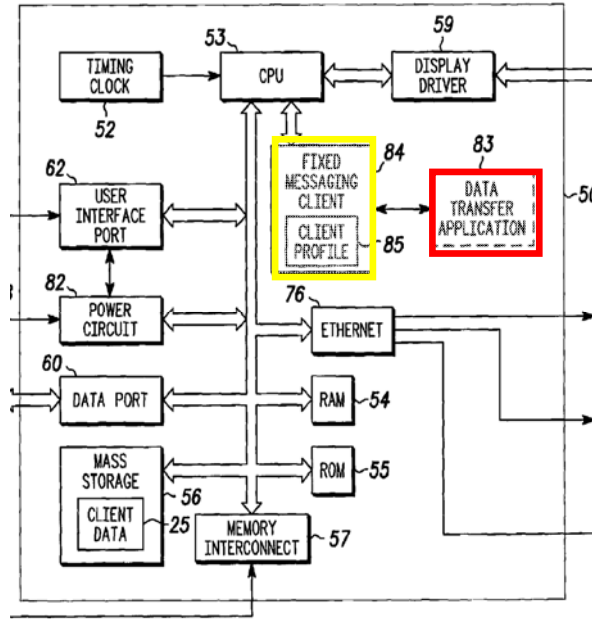 53
59
TIMING
CLOCK
52
CPU
DISPLAY
DRIVER
62
USER
INTERFACE
PORT
84
FIXED
MESSAGING
CLIENT
CLIENT
PROFILE
85
83
DATA
TRANSFER
APPLICATION
82
POWER
CIRCUIT
76
ETHERNET
60
DATA PORT
RAM
54
MASS
STORAGE
56
CLIENT
DATA
25
ROM
55
MEMORY
INTERCONNECT
57